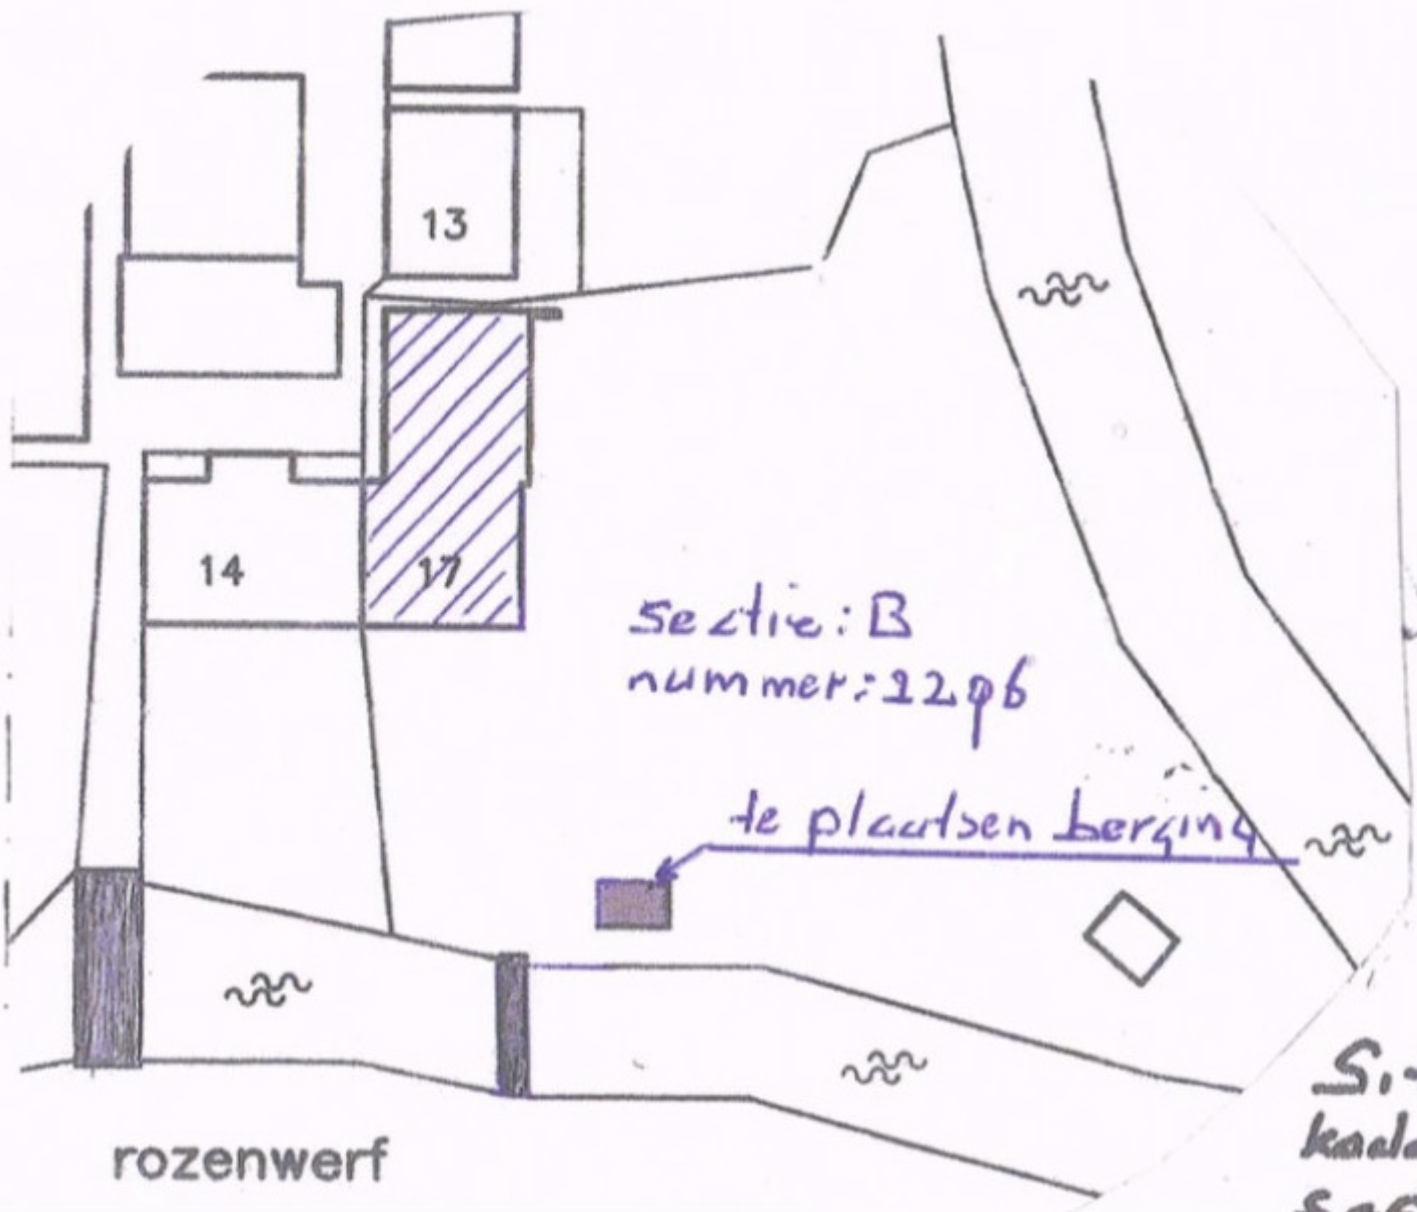 13
14
17
sectie: B
nummer: 1296
te plaatsen berging
rozenwerf